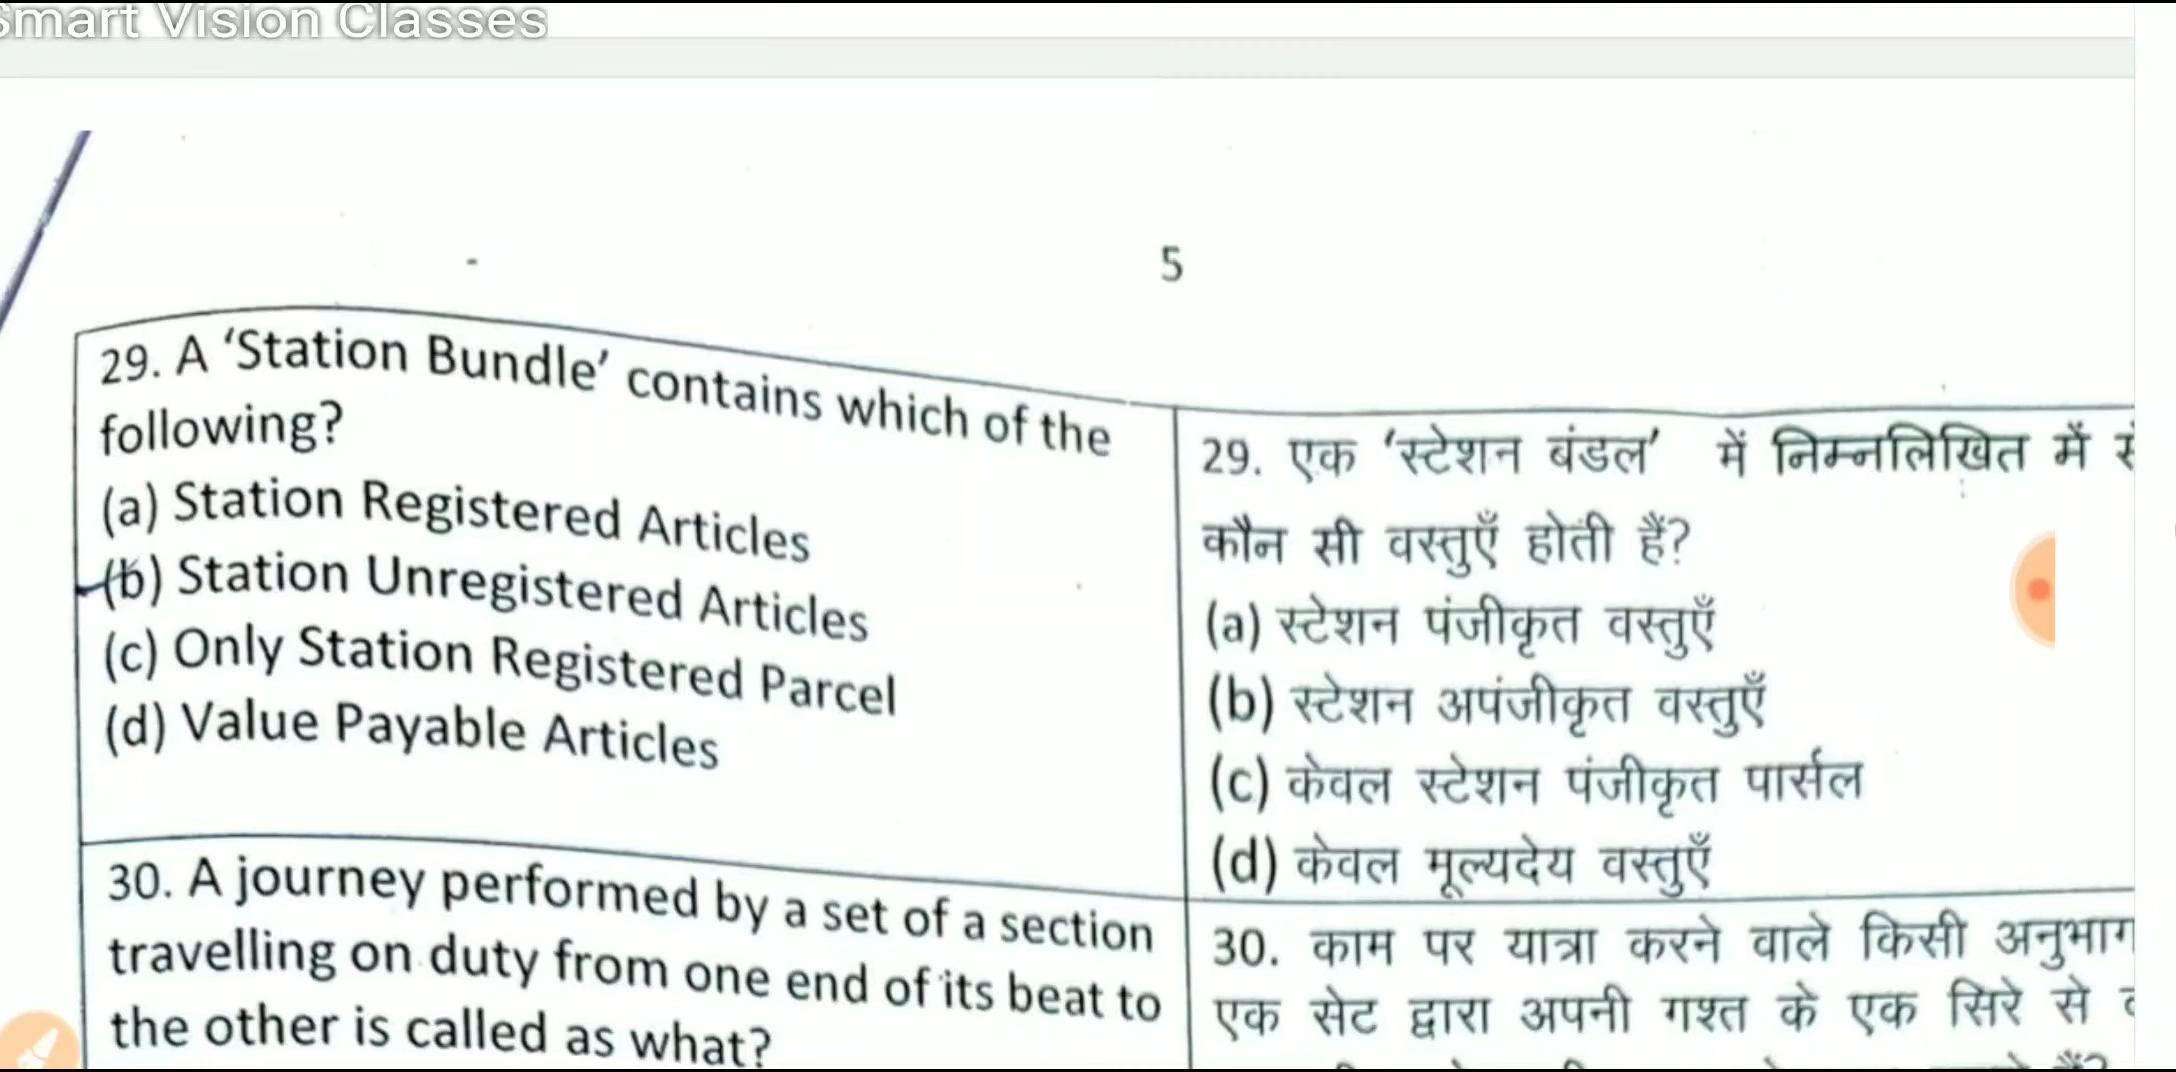 Smart Vision Classes
5
29. A ‘Station Bundle’ contains which of the
following?
(a) Station Registered Articles
(b) Station Unregistered Articles
(c) Only Station Registered Parcel
(d) Value Payable Articles
30. A journey performed by a set of a section
travelling on duty from one end of its beat to
the other is called as what?
29. एक ‘स्टेशन बंडल’ में निम्नलिखित में
कौन सी वस्तुएँ होती हैं?
(a) स्टेशन पंजीकृत वस्तुएँ
(b) स्टेशन अपंजीकृत वस्तुएँ
(c) केवल स्टेशन पंजीकृत पार्सल
(d) केवल मूल्यदेय वस्तुएँ
30. काम पर यात्रा करने वाले किसी अनुभाग
एक सेट द्वारा अपनी गश्त के एक सिरे से